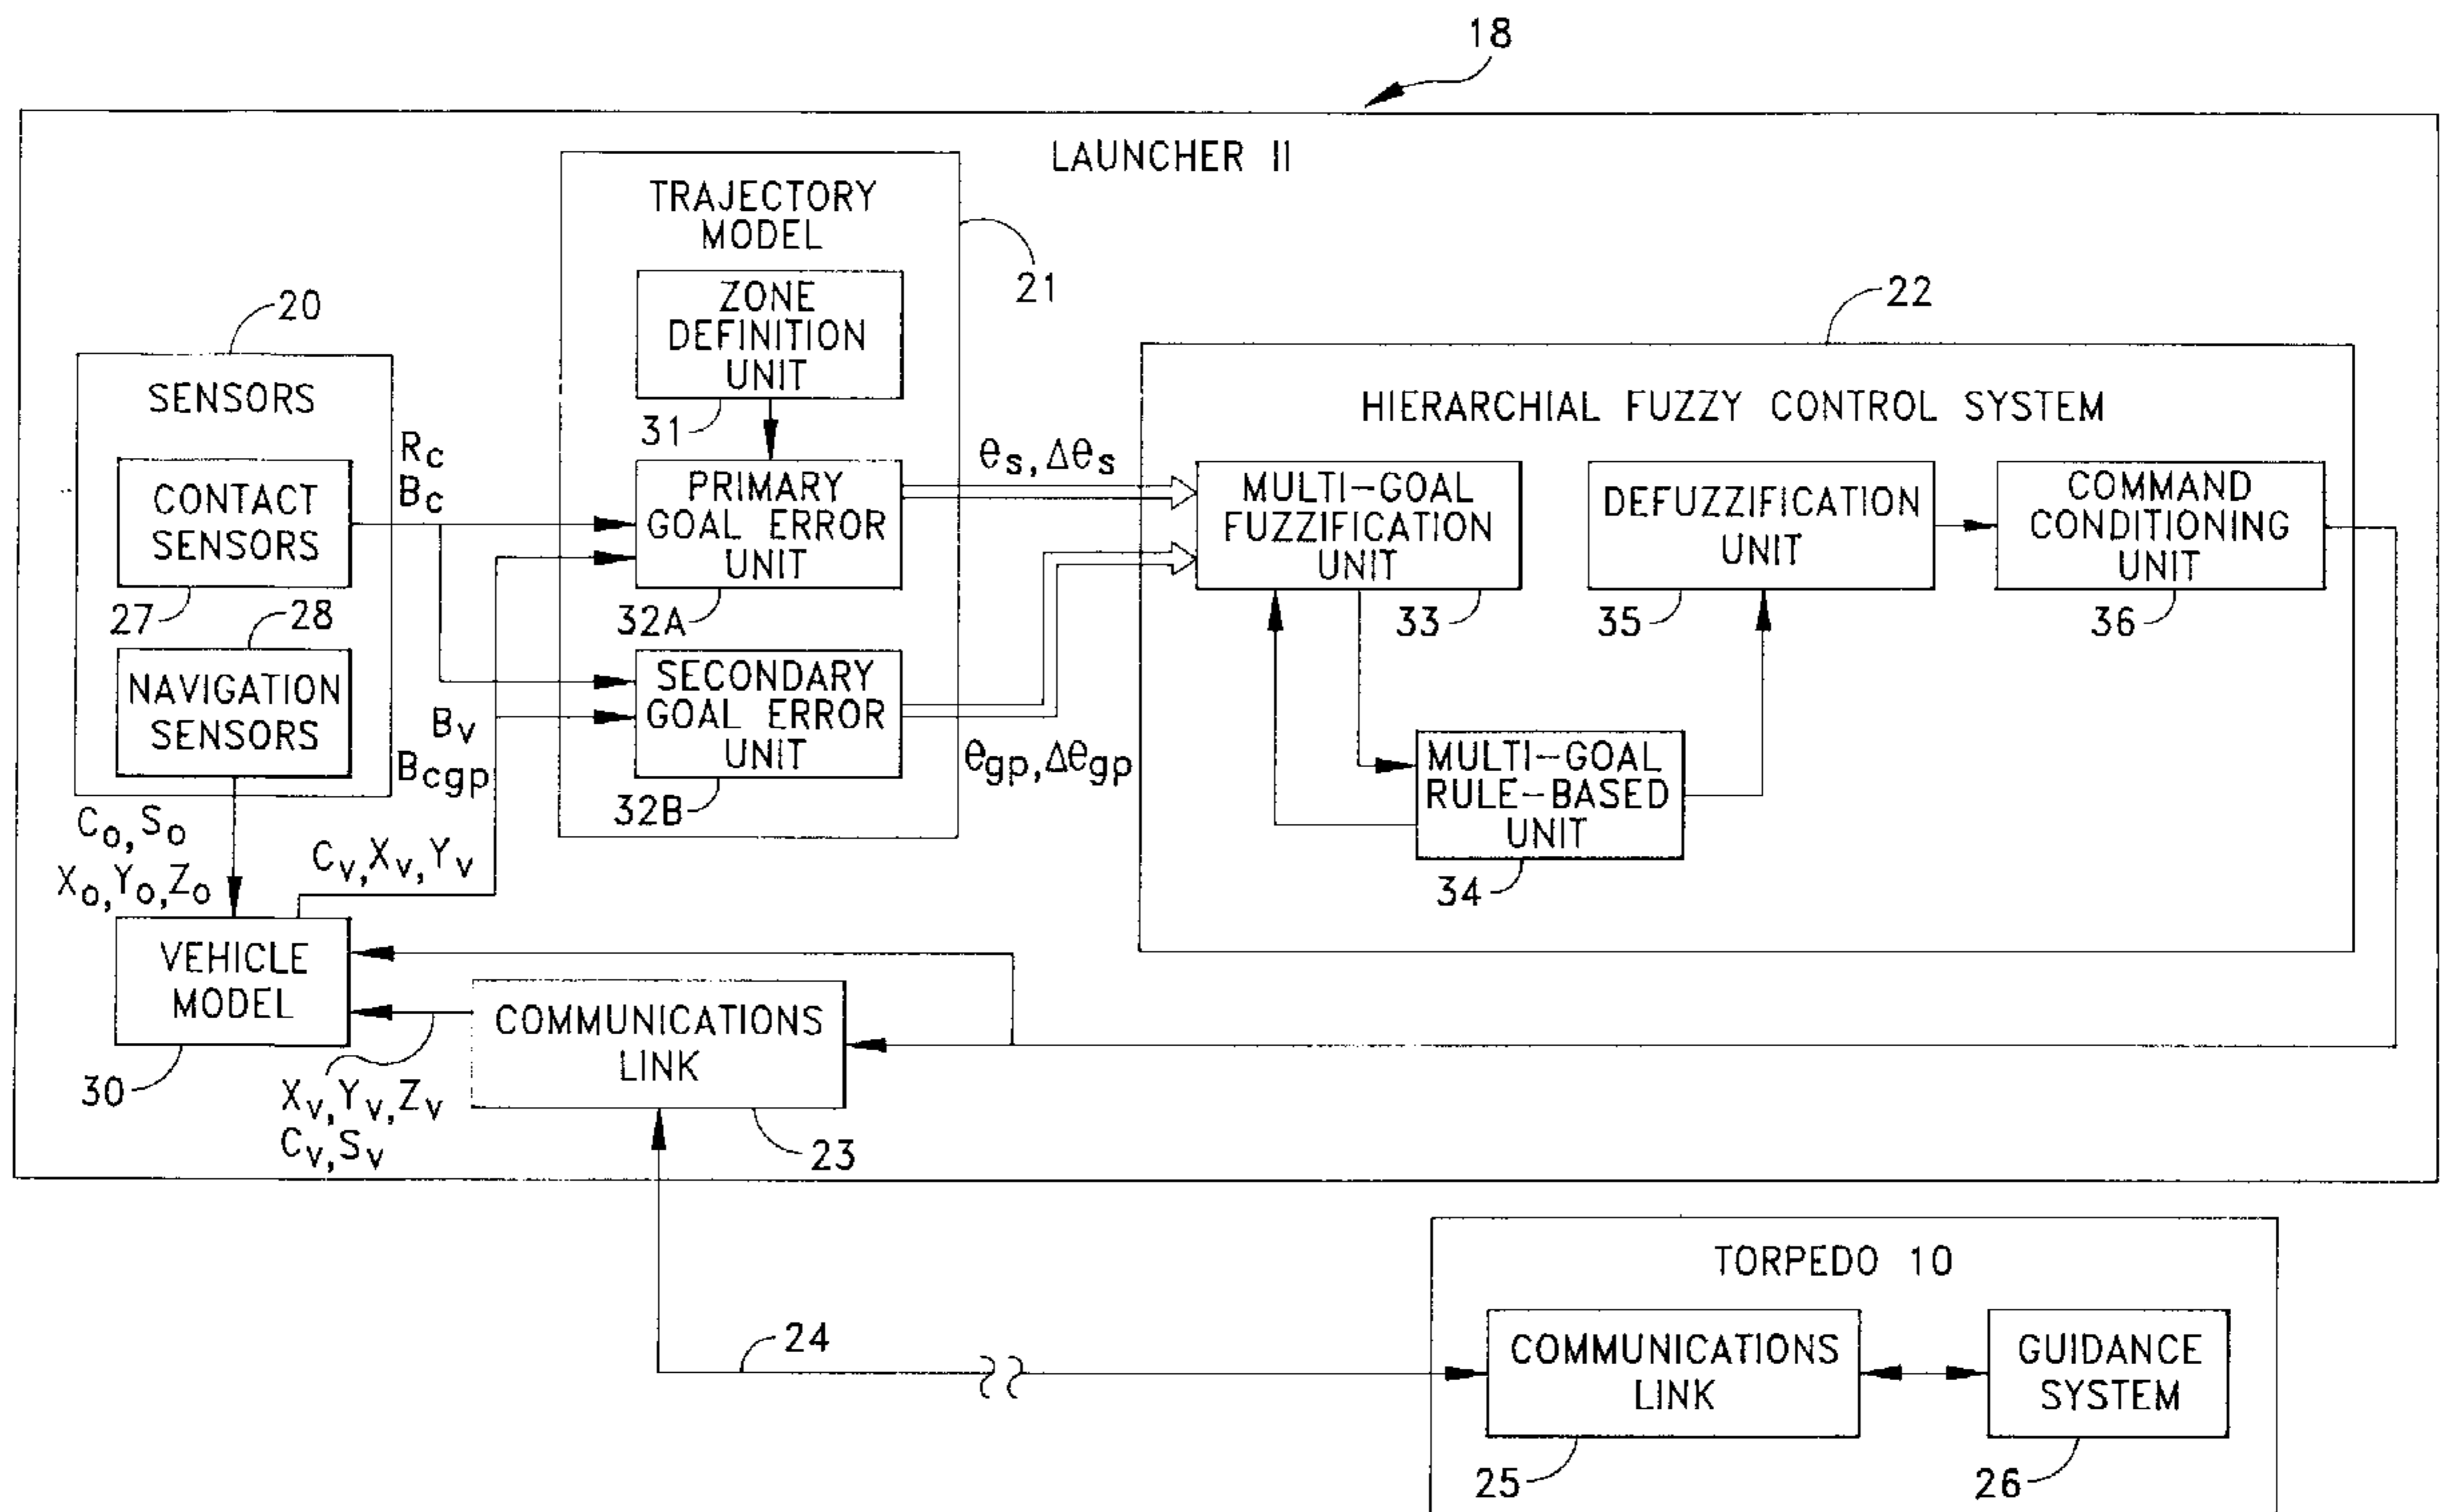 18
LAUNCHER II
TRAJECTORY
MODEL
21
ZONE
DEFINITION
UNIT
31
20
SENSORS
CONTACT
SENSORS
27
28
NAVIGATION
SENSORS
Rc
Bc
PRIMARY
GOAL ERROR
UNIT
32A
SECONDARY
GOAL ERROR
UNIT
32B
Bv
Bcgp
es, Δes
egp, Δegp
22
HIERARCHIAL FUZZY CONTROL SYSTEM
MULTI-GOAL
FUZZIFICATION
UNIT
33
DEFUZZIFICATION
UNIT
35
COMMAND
CONDITIONING
UNIT
36
MULTI-GOAL
RULE-BASED
UNIT
34
Co, So
Xo, Yo, Zo
Cv, Xv, Yv
VEHICLE
MODEL
30
Xv, Yv, Zv
Cv, Sv
COMMUNICATIONS
LINK
23
24
TORPEDO 10
COMMUNICATIONS
LINK
25
GUIDANCE
SYSTEM
26